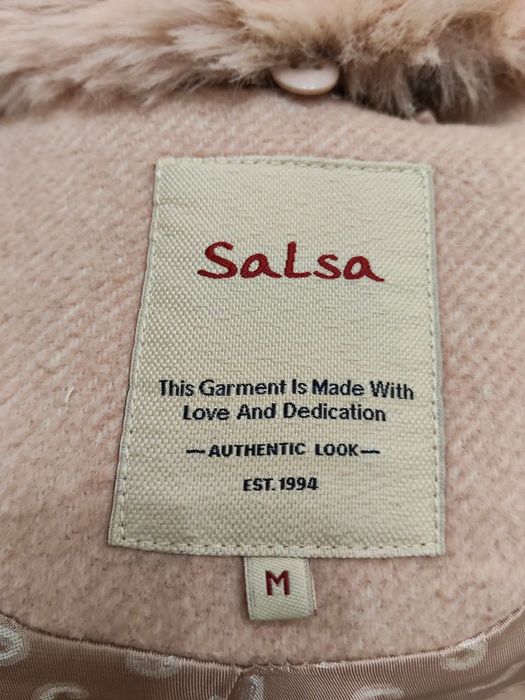 SaLsa
This Garment Is Made With
Love And Dedication
—AUTHENTIC LOOK—
EST.1994
M